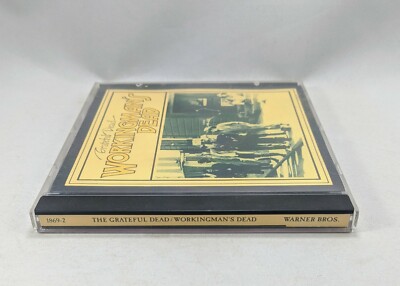 Grateful Dead
WORKINGMAN'S
DEAD
1869-2 THE GRATEFUL DEAD/WORKINGMAN'S DEAD WARNER BROS.